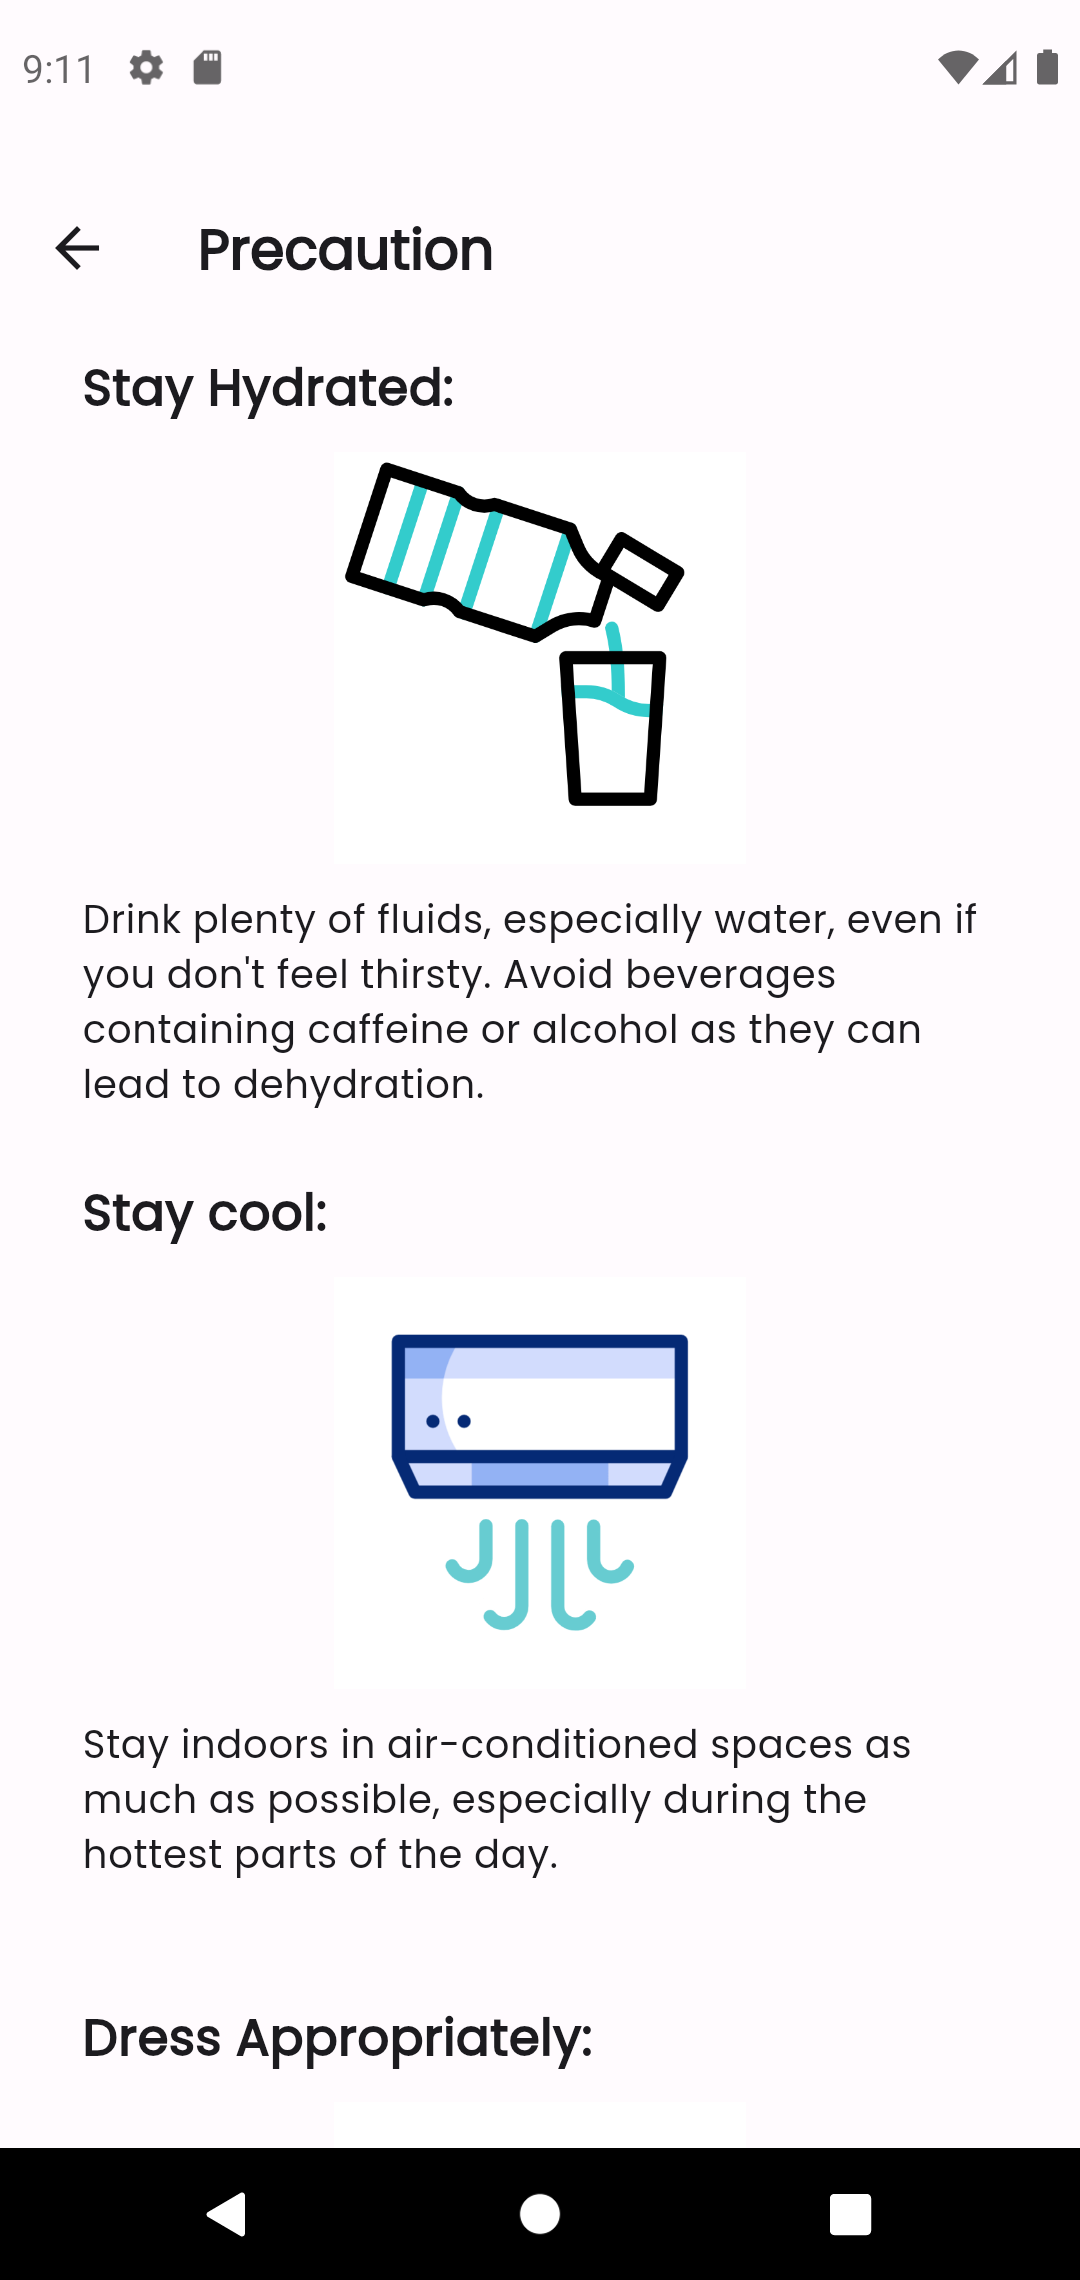 9:11
Precaution
Stay Hydrated:
Drink plenty of fluids, especially water, even if
you don't feel thirsty. Avoid beverages
containing caffeine or alcohol as they can
lead to dehydration.
Stay cool:
Stay indoors in air-conditioned spaces as
much as possible, especially during the
hottest parts of the day.
Dress Appropriately: